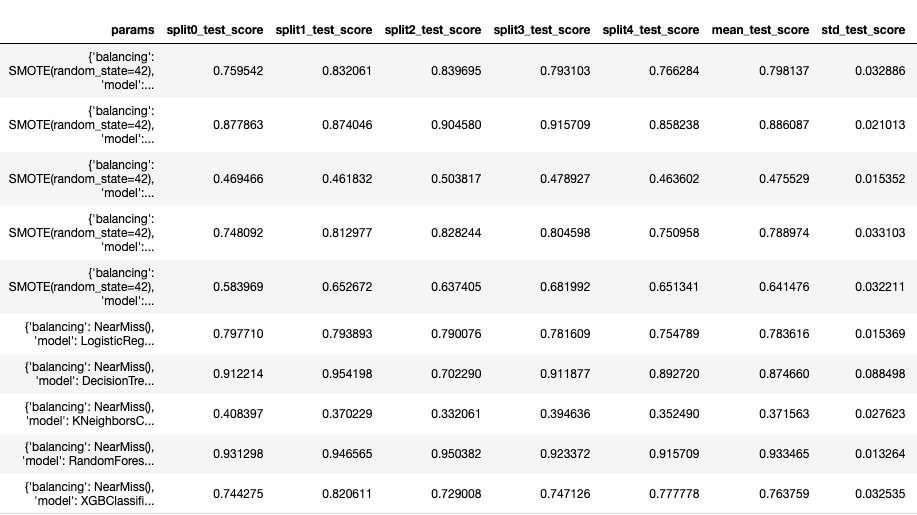 params split0_test_score split1_test_score split2_test_score split3_test_score split4_test_score mean_test_score std_test_score
{'balancing':
SMOTE(random_state=42),
'model':...
0.759542 0.832061 0.839695 0.793103 0.766284 0.798137 0.032886
{'balancing':
SMOTE(random_state=42),
'model':...
0.877863 0.874046 0.904580 0.915709 0.858238 0.886087 0.021013
{'balancing':
SMOTE(random_state=42),
'model':...
0.469466 0.461832 0.503817 0.478927 0.463602 0.475529 0.015352
{'balancing':
SMOTE(random_state=42),
'model':...
0.748092 0.812977 0.828244 0.804598 0.750958 0.788974 0.033103
{'balancing':
SMOTE(random_state=42),
'model':...
0.583969 0.652672 0.637405 0.681992 0.651341 0.641476 0.032211
{'balancing': NearMiss(),
'model': LogisticReg...
0.797710 0.793893 0.790076 0.781609 0.754789 0.783616 0.015369
{'balancing': NearMiss(),
'model': DecisionTre...
0.912214 0.954198 0.702290 0.911877 0.892720 0.874660 0.088498
{'balancing': NearMiss(),
'model': KNeighborsC...
0.408397 0.370229 0.332061 0.394636 0.352490 0.371563 0.027623
{'balancing': NearMiss(),
'model': RandomFores...
0.931298 0.946565 0.950382 0.923372 0.915709 0.933465 0.013264
{'balancing': NearMiss(),
'model': XGBClassifi...
0.744275 0.820611 0.729008 0.747126 0.777778 0.763759 0.032535